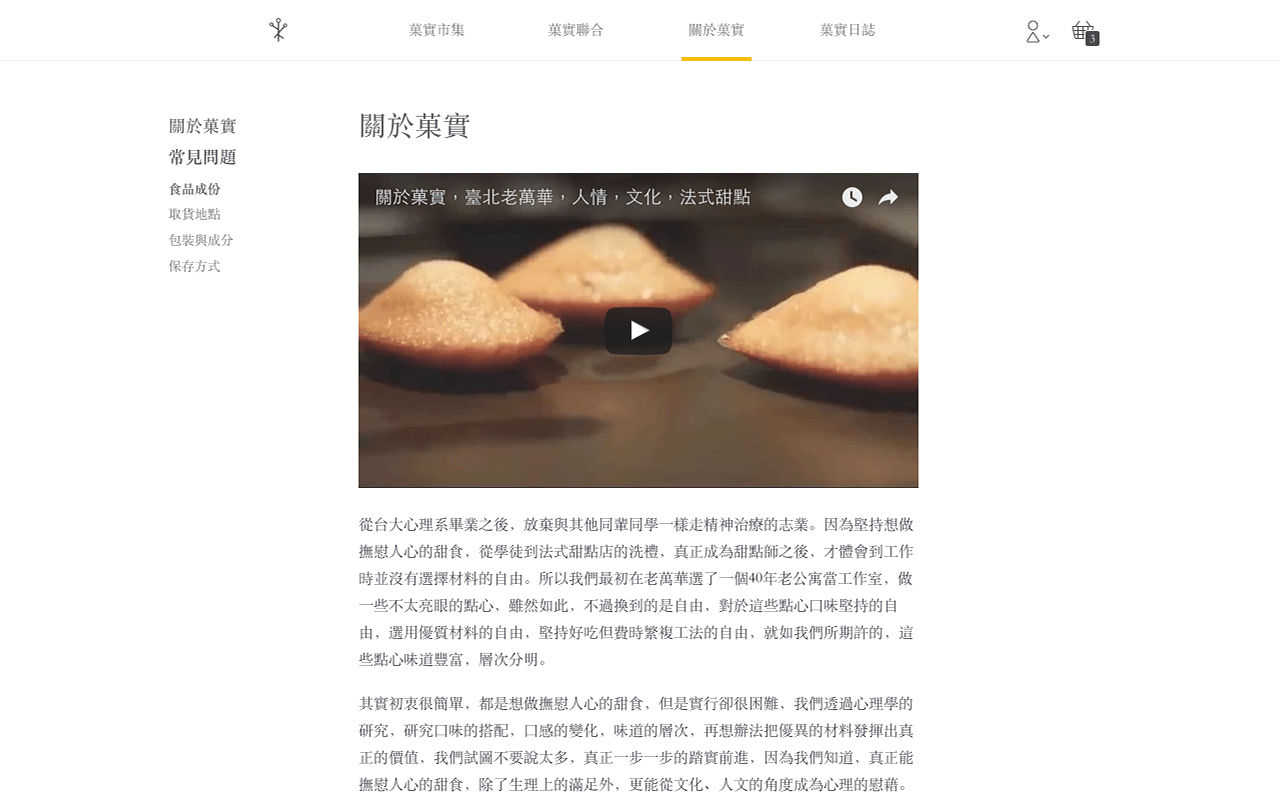 菓實市集
菓實聯合
關於菓實
菓實日誌
3
關於菓實
常見問題
食品成份
取貨地點
包裝與成分
保存方式
關於菓實
關於菓實，臺北老萬華，人情，文化，法式甜點
從台大心理系畢業之後，放棄與其他同輩同學一樣走精神治療的志業。因為堅持想做
撫慰人心的甜食，從學徒到法式甜點店的洗禮，真正成為甜點師之後，才體會到工作
時並沒有選擇材料的自由。所以我們最初在老萬華選了一個40年老公寓當工作室，做
一些不太亮眼的點心，雖然如此，不過換到的是自由，對於這些點心口味堅持的自
由，選用優質材料的自由，堅持好吃但費時繁複工法的自由，就如我們所期許的，這
些點心味道豐富，層次分明。
其實初衷很簡單，都是想做撫慰人心的甜食，但是實行卻很困難，我們透過心理學的
研究，研究口味的搭配，口感的變化，味道的層次，再想辦法把優異的材料發揮出真
正的價值，我們試圖不要說太多，真正一步一步的踏實前進，因為我們知道，真正能
撫慰人心的甜食，除了生理上的滿足外，更能從文化、人文的角度成為心理的慰藉。